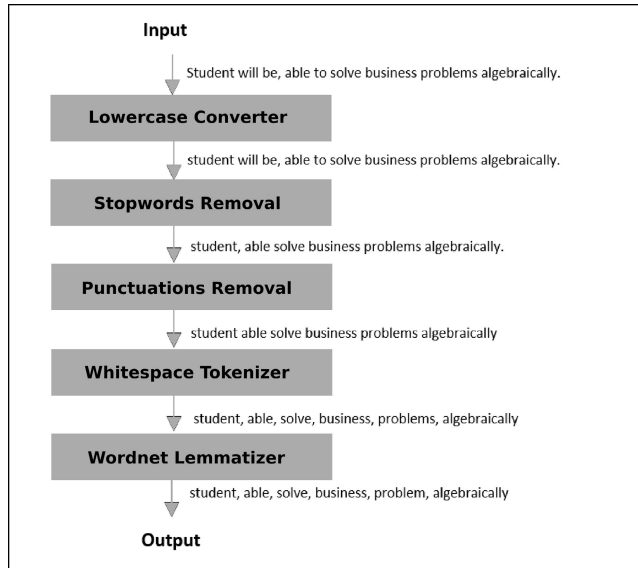 Input
Student will be, able to solve business problems algebraically.
Lowercase Converter
student will be, able to solve business problems algebraically.
Stopwords Removal
student, able solve business problems algebraically.
Punctuations Removal
student able solve business problems algebraically
Whitespace Tokenizer
student, able, solve, business, problems, algebraically
Wordnet Lemmatizer
student, able, solve, business, problem, algebraically
Output